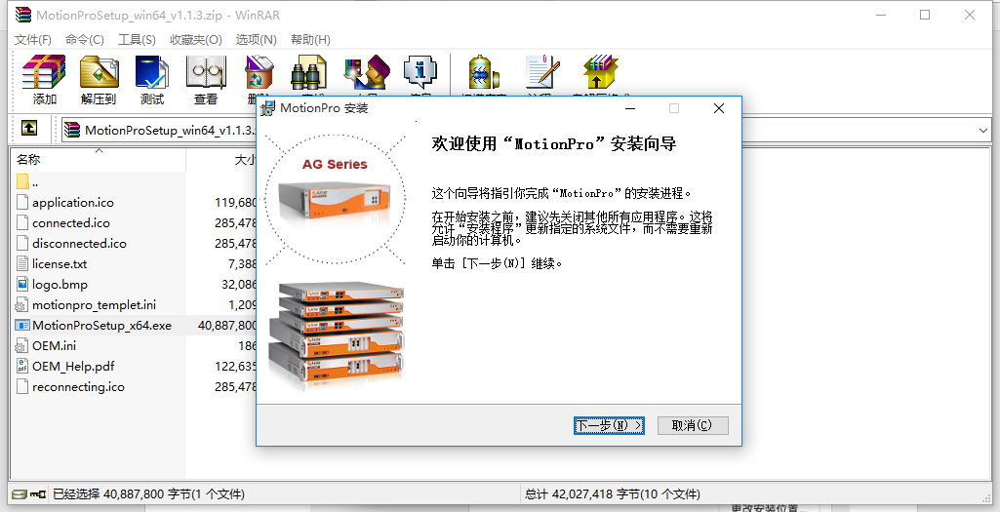 MotionProSetup_win64_v1.1.3.zip - WinRAR
文件(F) 命令(C) 工具(S) 收藏夹(O) 选项(N) 帮助(H)
添加 解压到 测试 查看
MotionProSetup_win64_v1.1.3.
名称 大小
..
application.ico 119,680
connected.ico 285,478
disconnected.ico 285,478
license.txt 7,388
logo.bmp 32,086
motionpro_templet.ini 1,209
MotionProSetup_x64.exe 40,887,800
OEM.ini 186
OEM_Help.pdf 122,635
reconnecting.ico 285,478
MotionPro 安装
AG Series
欢迎使用“MotionPro”安装向导
这个向导将指引你完成“MotionPro”的安装进程。
在开始安装之前，建议先关闭其他所有应用程序。这将
允许“安装程序”更新指定的系统文件，而不需要重新
启动你的计算机。
单击 [下一步(N)] 继续。
下一步(N) >
取消(C)
已经选择 40,887,800 字节(1 个文件)
总计 42,027,418 字节(10 个文件)
更改安装位置...